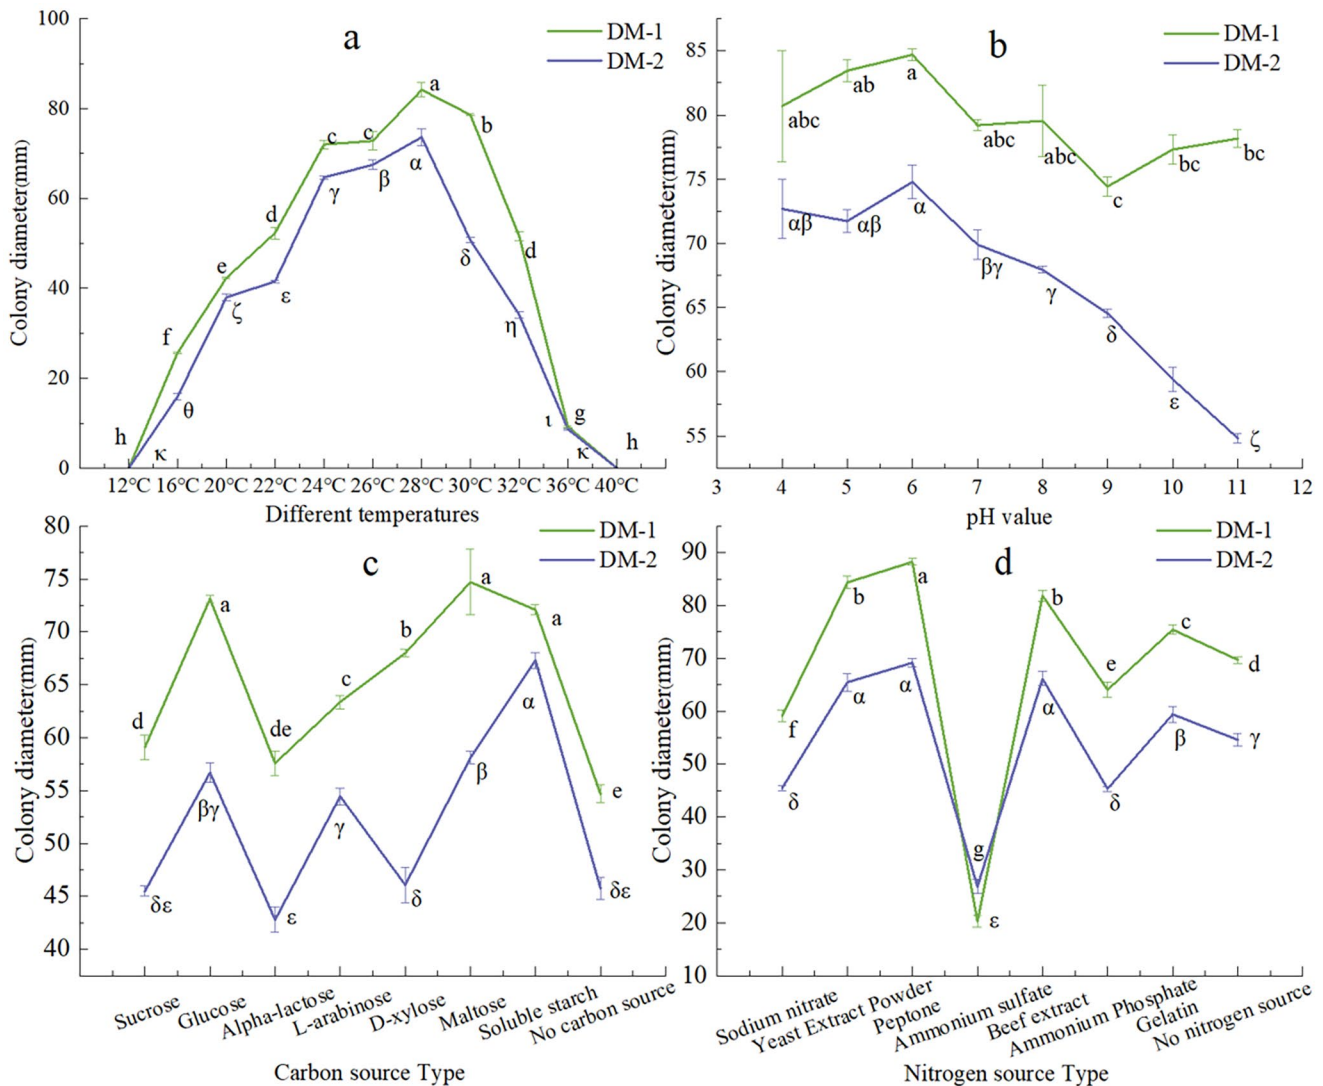 100
80
60
40
20
0
Colony diameter(mm)
a
DM-1
DM-2
a
b
c
c
d
d
e
f
g
h
h
α
β
γ
δ
ε
ζ
η
θ
ι
κ
κ
12°C 16°C 20°C 22°C 24°C 26°C 28°C 30°C 32°C 36°C 40°C
Different temperatures
85
80
75
70
65
60
55
Colony diameter(mm)
b
DM-1
DM-2
abc
ab
a
abc
abc
c
bc
bc
αβ
αβ
α
βγ
γ
δ
ε
ζ
3 4 5 6 7 8 9 10 11 12
pH value
80
75
70
65
60
55
50
45
40
Colony diameter(mm)
c
DM-1
DM-2
d
a
de
c
b
a
a
e
δε
βγ
ε
γ
δ
β
α
δε
Sucrose
Glucose
Alpha-lactose
L-arabinose
D-xylose
Maltose
Soluble starch
No carbon source
Carbon source Type
90
80
70
60
50
40
30
20
10
Colony diameter(mm)
d
DM-1
DM-2
f
b
a
g
b
e
c
d
δ
α
α
ε
α
δ
β
γ
Sodium nitrate
Yeast Extract Powder
Peptone
Ammonium sulfate
Beef extract
Ammonium Phosphate
Gelatin
No nitrogen source
Nitrogen source Type